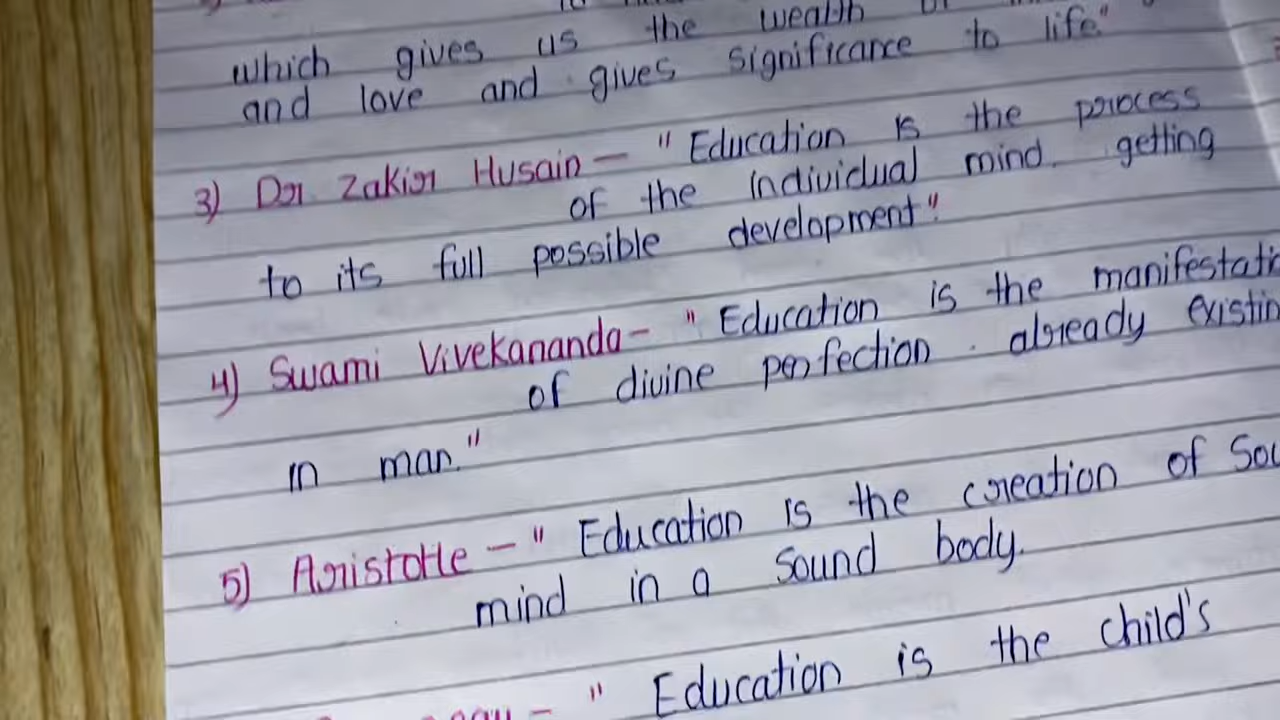 which gives us the wealth of
and love and gives significance to life"
3) Dr. Zakir Husain - " Education is the process
of the individual mind getting
to its full possible development".
4) Swami Vivekananda - " Education is the manifestatio
of divine perfection . already existin
in man."
5) Aristotle - " Education is the creation of Sou
mind in a sound body.
" Education is the child's